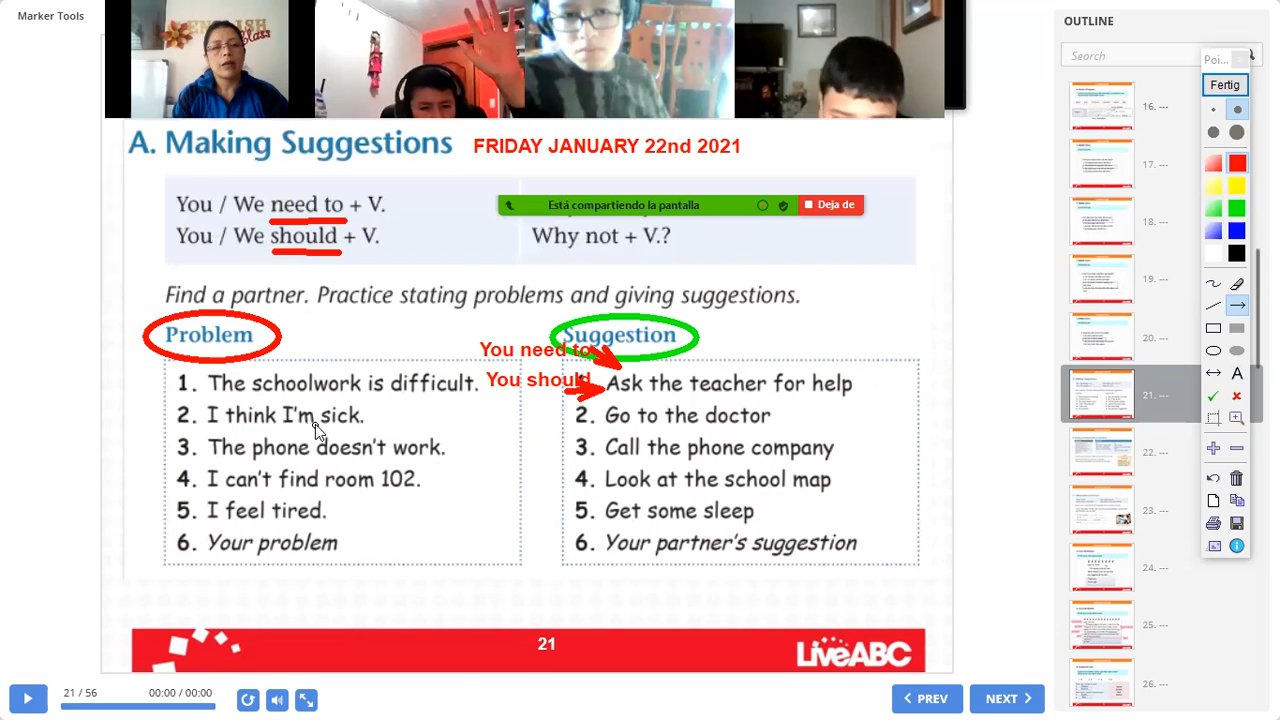 Marker Tools
OUTLINE
Search
Poi...
Fertig
ENGLISH
Class
A. Making Suggestions
FRIDAY JANUARY 22nd 2021
You / We need to + V.
You / We should + V.
Está compartiendo la pantalla
Deja de
Why not + V.?
Find a partner. Practice stating problems and giving suggestions.
Problem
Suggestion
You need to
You should
1. The schoolwork is difficult.
2. I think I'm sick.
3. The phone doesn't work.
4. I can't find room 102.
5. I feel tired.
6. Your problem
Ask the teacher for help
2. Go to the doctor
3. Call the phone company
4. Look at the school map
5. Get some sleep
6. Your partner's suggestion
21
LiveABC
16. ---
17. ---
18. ---
19. ---
20. ---
21. ---
22. ---
23. ---
24. ---
25. ---
26. ---
A
21 / 56
00:00 / 00:00
PREV
NEXT